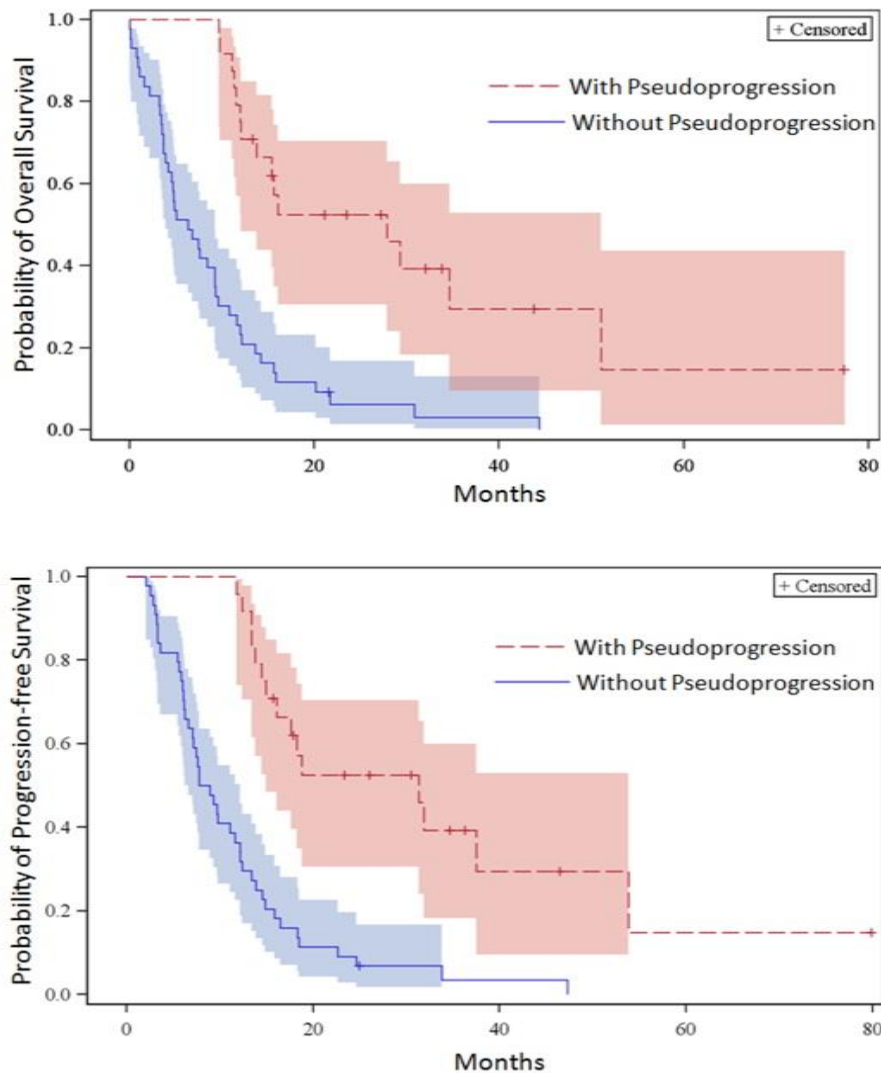 Probability of Overall Survival
1.0
0.8
0.6
0.4
0.2
0.0
+ Censored
With Pseudoprogression
Without Pseudoprogression
0 20 40 60 80
Months
Probability of Progression-free Survival
1.0
0.8
0.6
0.4
0.2
0.0
+ Censored
With Pseudoprogression
Without Pseudoprogression
0 20 40 60 80
Months